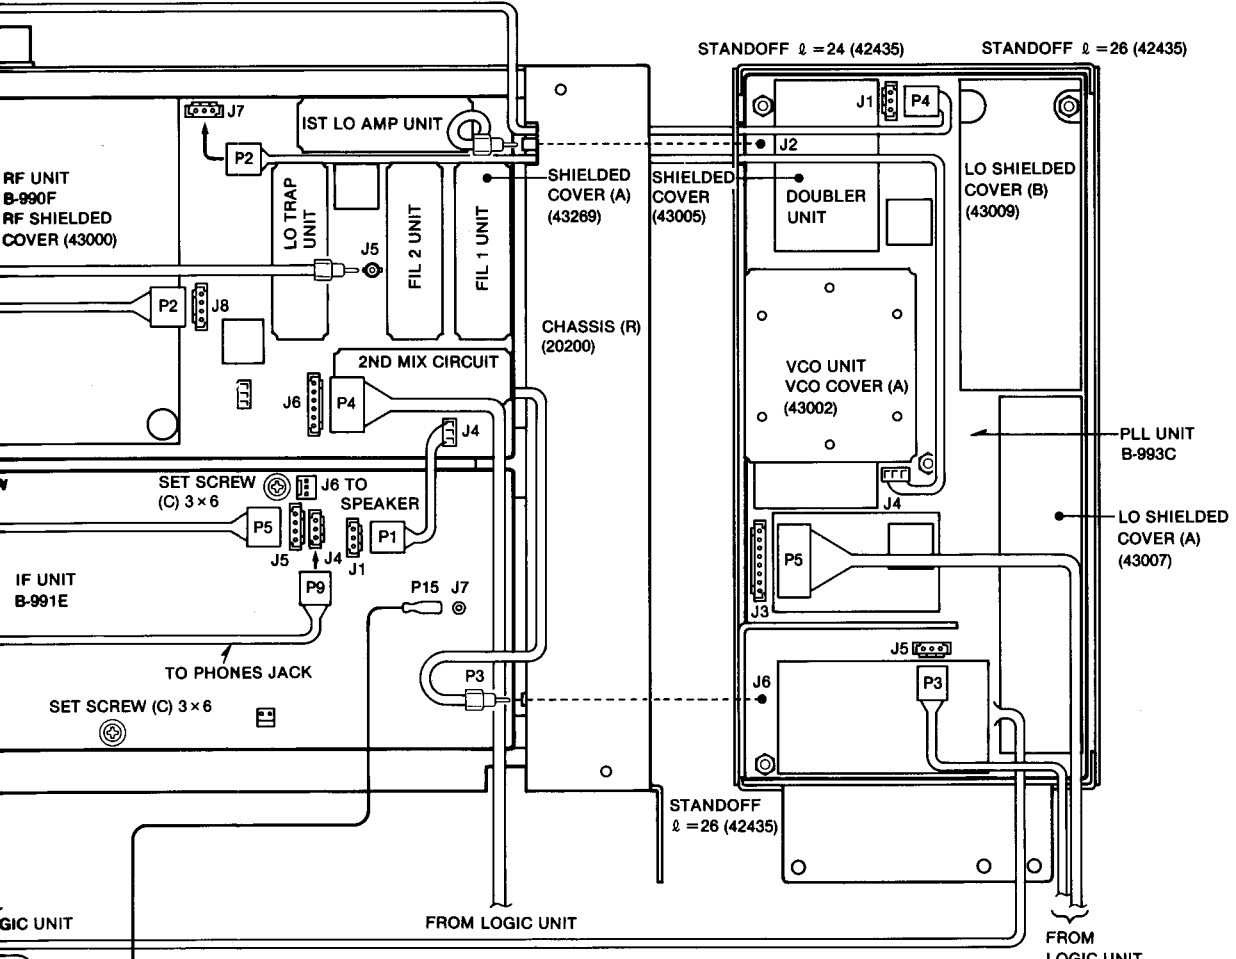 STANDOFF ℓ = 24 (42435)
STANDOFF ℓ = 26 (42435)
J7
IST LO AMP UNIT
J1
P4
P2
J2
RF UNIT
B-990F
RF SHIELDED
COVER (43000)
LO TRAP
UNIT
J5
FIL 2 UNIT
FIL 1 UNIT
SHIELDED
COVER (A)
(43269)
SHIELDED
COVER
(43005)
DOUBLER
UNIT
LO SHIELDED
COVER (B)
(43009)
P2
J8
CHASSIS (R)
(20200)
2ND MIX CIRCUIT
VCO UNIT
VCO COVER (A)
(43002)
J6
P4
J4
PLL UNIT
B-993C
SET SCREW
(C) 3×6
J6 TO
SPEAKER
J4
P5
J5
J4
J1
P1
LO SHIELDED
COVER (A)
(43007)
P5
J3
IF UNIT
B-991E
P9
P15
J7
TO PHONES JACK
J5
P3
J6
P3
SET SCREW (C) 3×6
STANDOFF
ℓ = 26 (42435)
GIC UNIT
FROM LOGIC UNIT
FROM
LOGIC UNIT